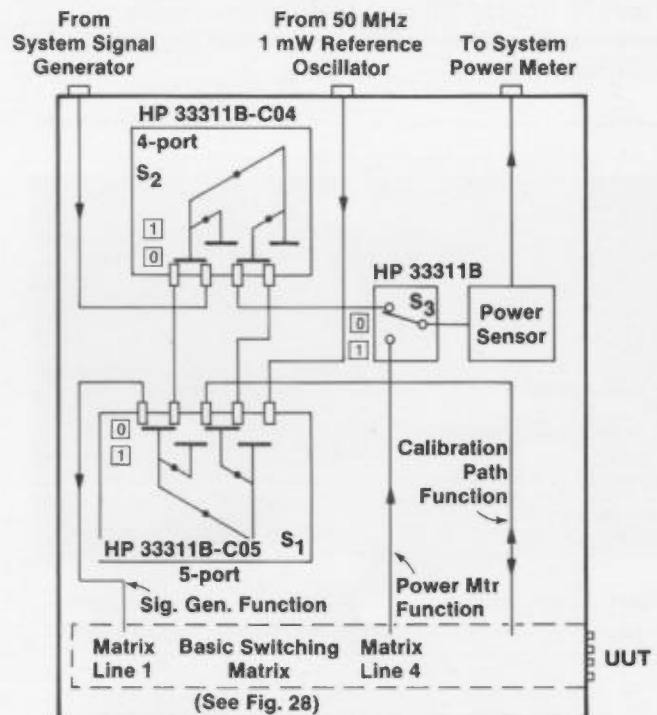 From
System Signal
Generator
From 50 MHz
1 mW Reference
Oscillator
To System
Power Meter
HP 33311B-C04
4-port
S2
1
0
HP 33311B
S3
0
1
Power
Sensor
0
1
Calibration
Path
Function
HP 33311B-C05
S1
5-port
Sig. Gen. Function
Power Mtr
Function
Matrix
Line 1
Basic Switching
Matrix
Matrix
Line 4
UUT
(See Fig. 28)